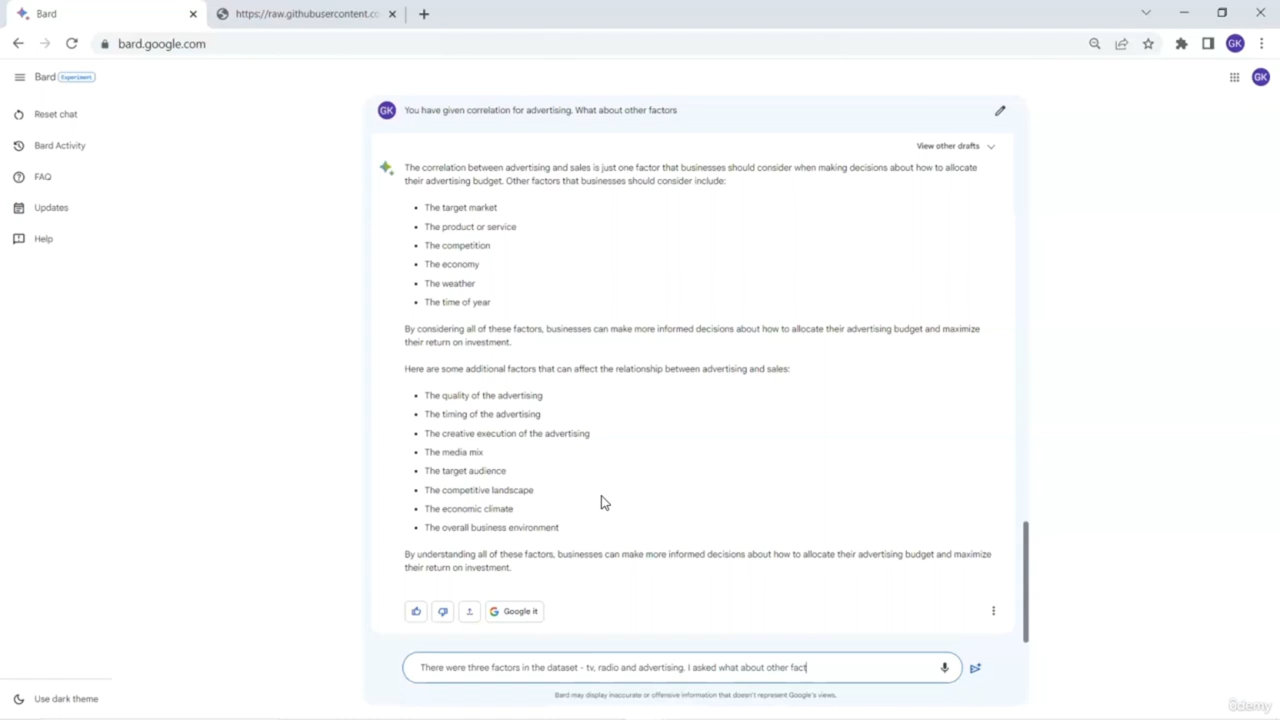 Bard
https://raw.githubusercontent.co
bard.google.com
GK
Bard Experiment
GK
Reset chat
Bard Activity
FAQ
Updates
Help
GK
You have given correlation for advertising. What about other factors
View other drafts
The correlation between advertising and sales is just one factor that businesses should consider when making decisions about how to allocate
their advertising budget. Other factors that businesses should consider include:
• The target market
• The product or service
• The competition
• The economy
• The weather
• The time of year
By considering all of these factors, businesses can make more informed decisions about how to allocate their advertising budget and maximize
their return on investment.
Here are some additional factors that can affect the relationship between advertising and sales:
• The quality of the advertising
• The timing of the advertising
• The creative execution of the advertising
• The media mix
• The target audience
• The competitive landscape
• The economic climate
• The overall business environment
By understanding all of these factors, businesses can make more informed decisions about how to allocate their advertising budget and maximize
their return on investment.
Google it
There were three factors in the dataset - tv, radio and advertising. I asked what about other fact
Bard may display inaccurate or offensive information that doesn't represent Google's views.
Use dark theme
ûdemy